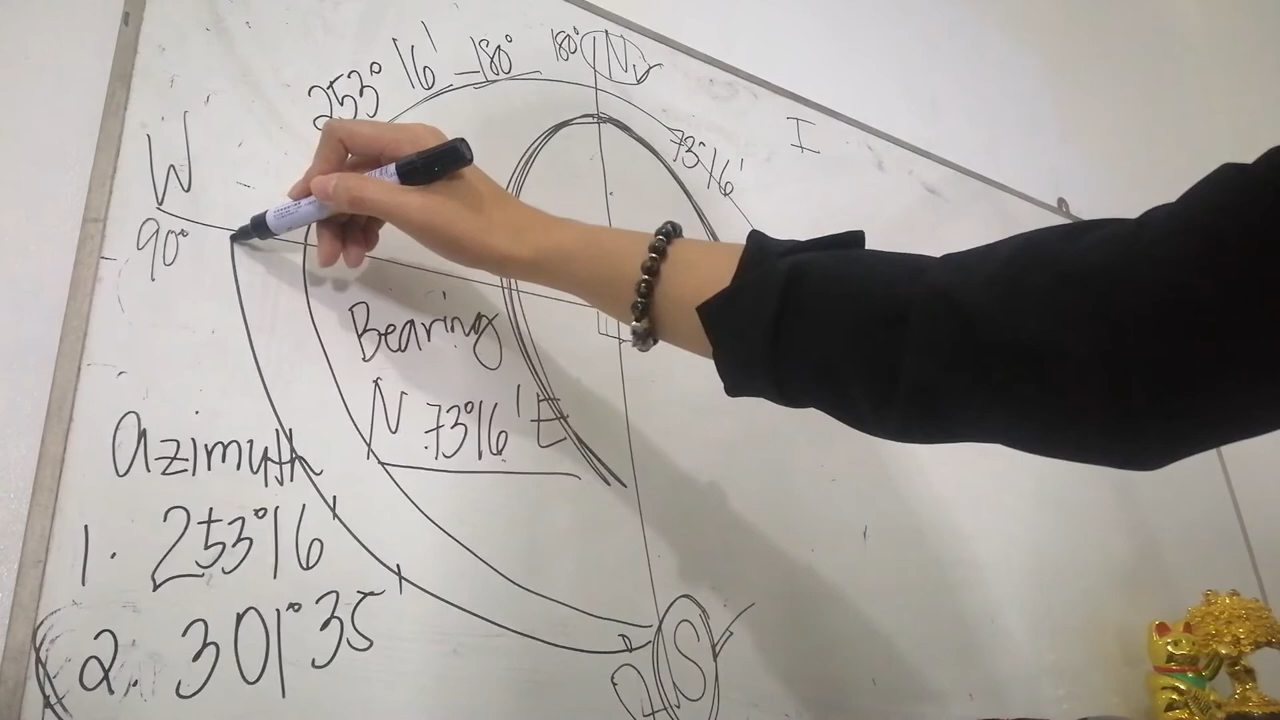 253° 16' - 180°
180° N
I
73°16'
W
90°
Bearing
N 73°16' E
azimuth
1. 253°16
2. 301°35'
S